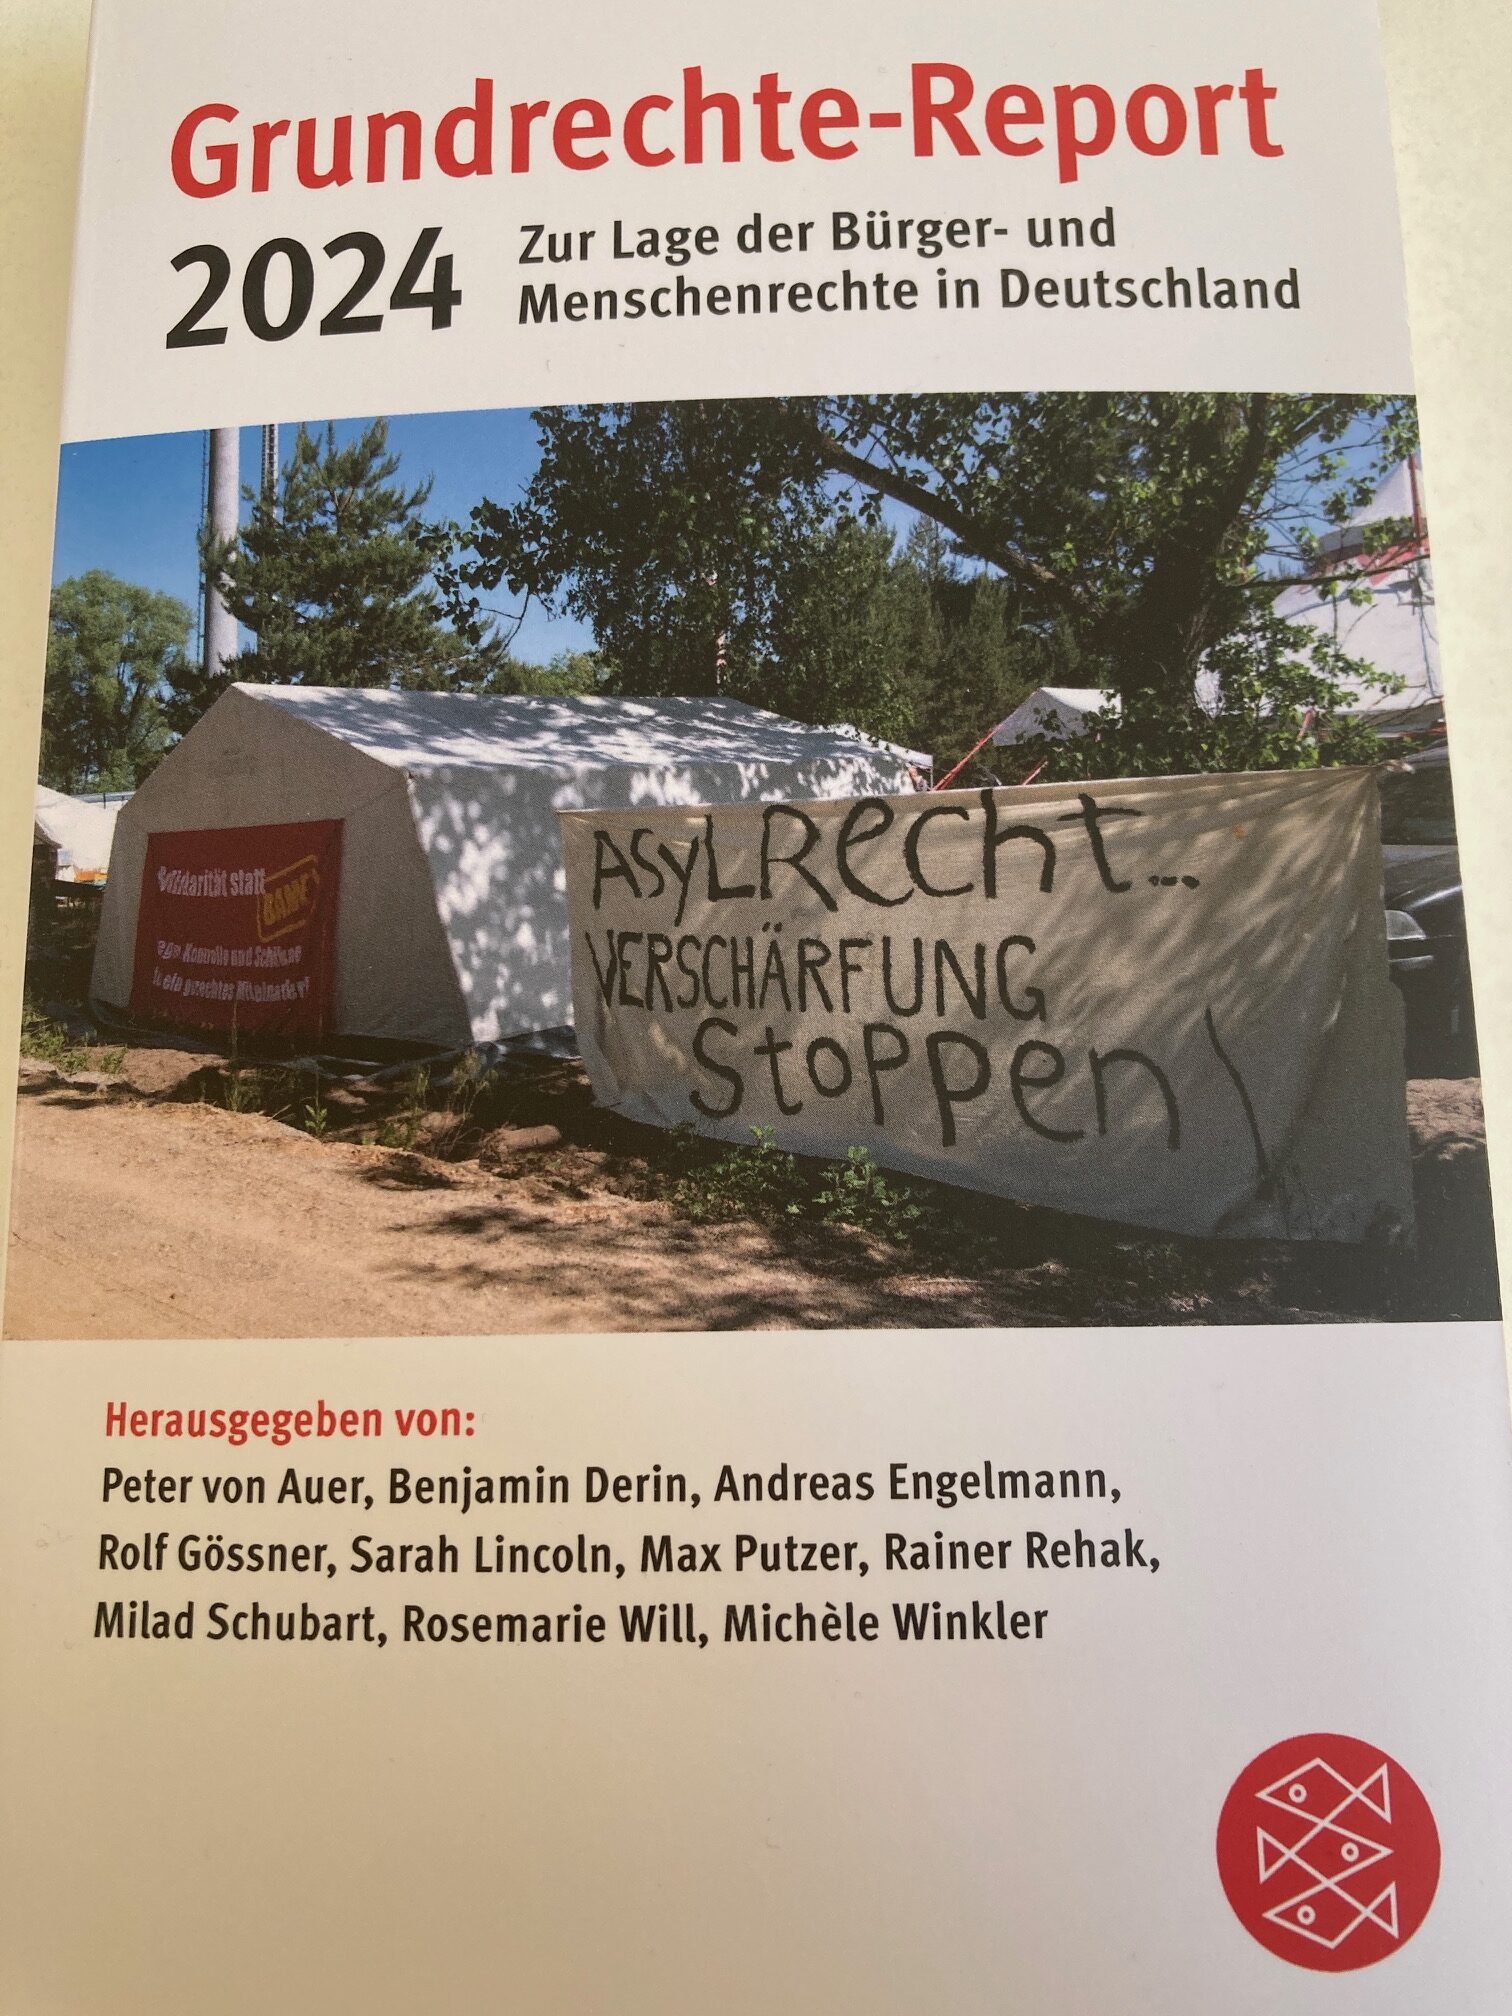 Grundrechte-Report
2024
Zur Lage der Bürger- und
Menschenrechte in Deutschland
Solidarität statt
ASYLRecht...
VERSCHÄRFUNG
Stoppen!
Herausgegeben von:
Peter von Auer, Benjamin Derin, Andreas Engelmann,
Rolf Gössner, Sarah Lincoln, Max Putzer, Rainer Rehak,
Milad Schubart, Rosemarie Will, Michèle Winkler